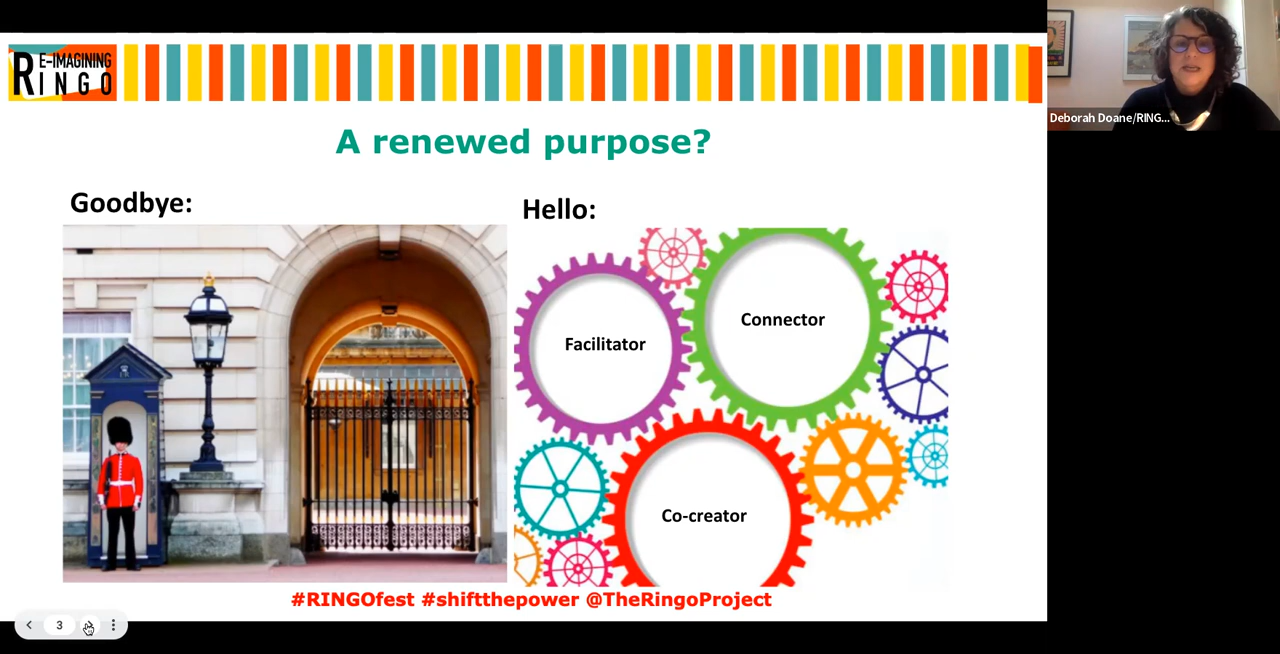 RE-IMAGINING
RINGO
A renewed purpose?
Goodbye:
Hello:
Facilitator
Connector
Co-creator
#RINGOfest #shiftthepower @TheRingoProject
3
Deborah Doane/RING...